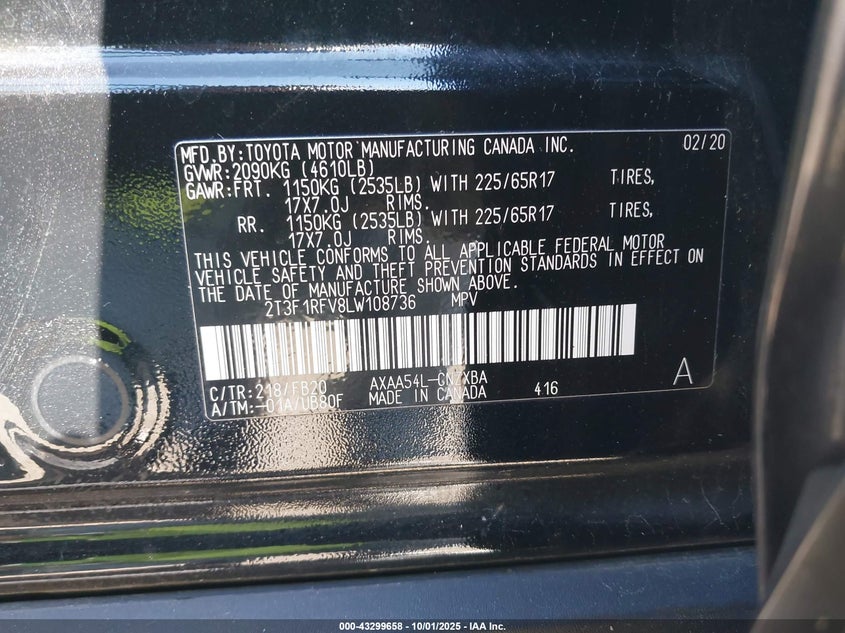 MFD.BY:TOYOTA MOTOR MANUFACTURING CANADA INC. 02/20
GVWR:2090KG (4610LB)
GAWR:FRT. 1150KG (2535LB) WITH 225/65R17 TIRES,
17X7.0J RIMS.
RR. 1150KG (2535LB) WITH 225/65R17 TIRES,
17X7.0J RIMS.
THIS VEHICLE CONFORMS TO ALL APPLICABLE FEDERAL MOTOR
VEHICLE SAFETY AND THEFT PREVENTION STANDARDS IN EFFECT ON
THE DATE OF MANUFACTURE SHOWN ABOVE.
2T3F1RFV8LW108736 MPV
C/TR:218/FB20 AXAA54L-CNZXBA A
A/TM:-01A/UB80F MADE IN CANADA 416
000-43299658 - 10/01/2025 - IAA Inc.